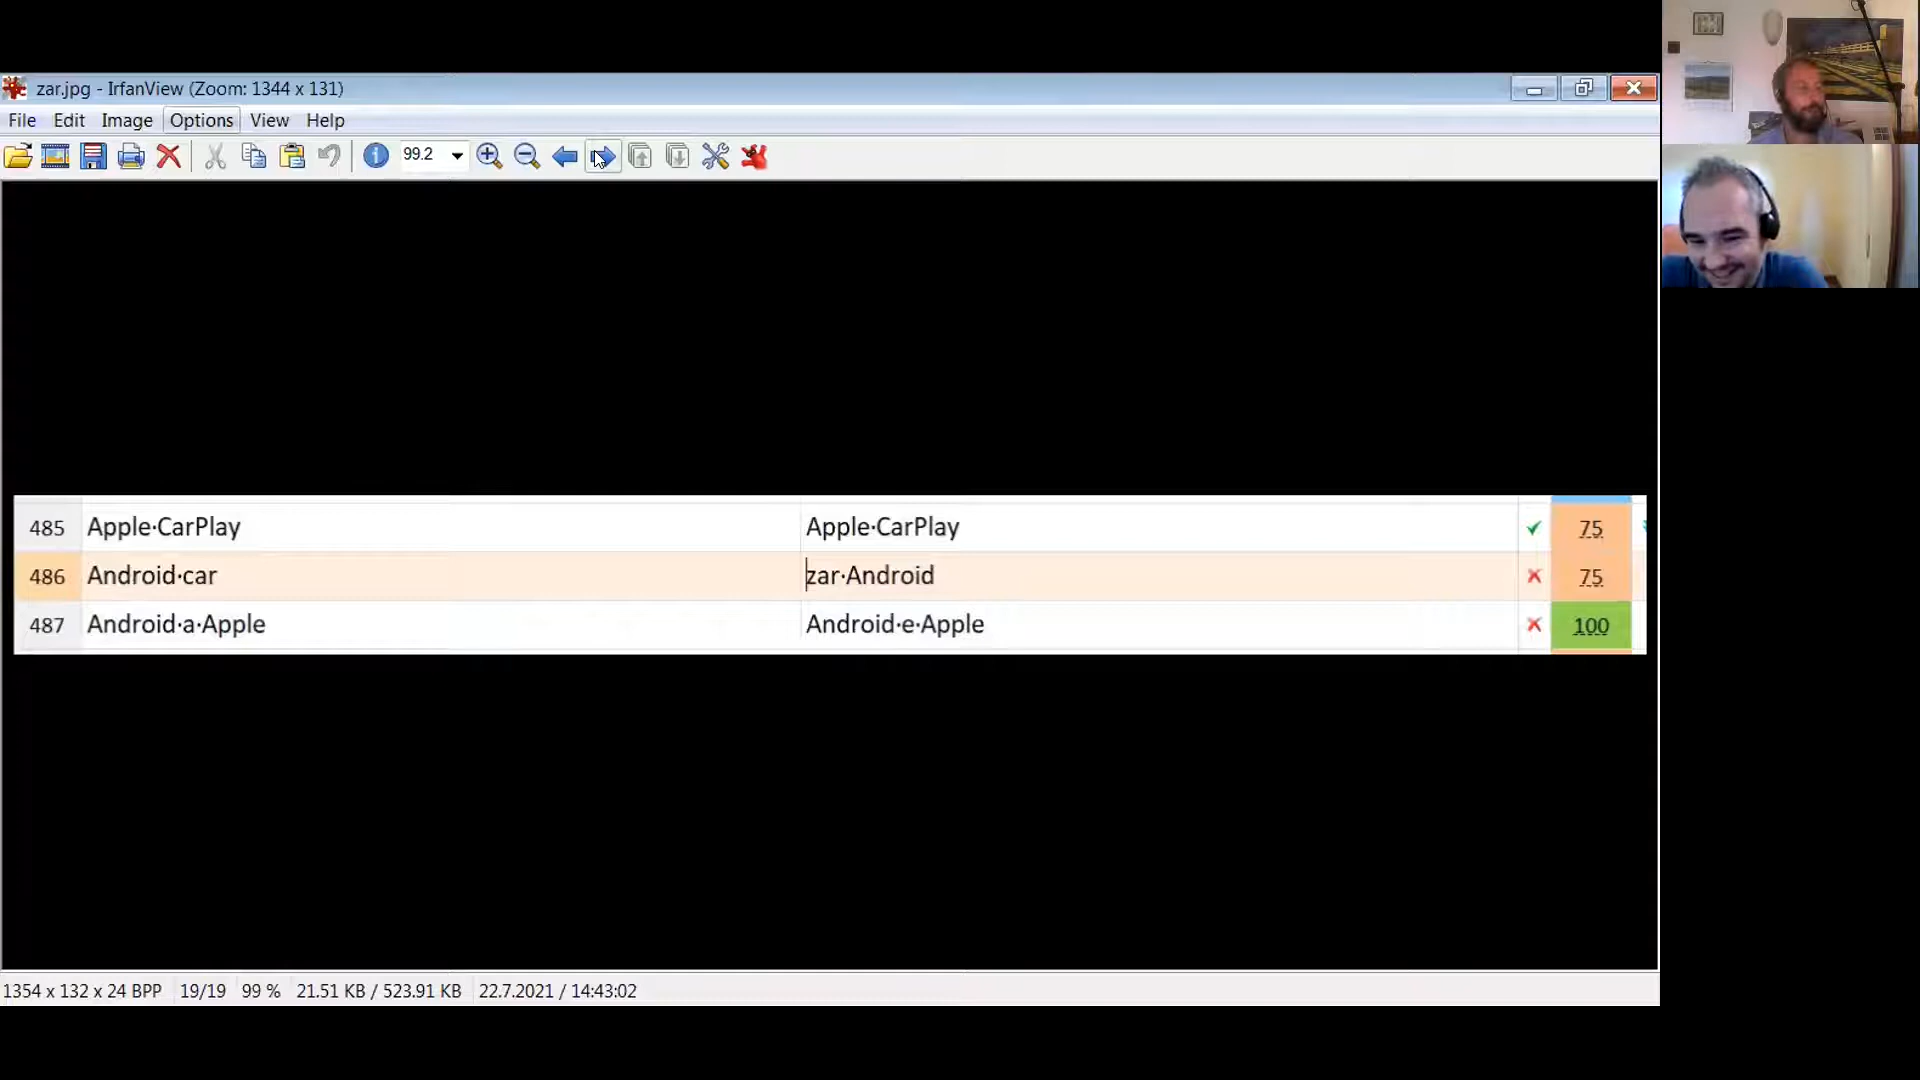 zar.jpg - IrfanView (Zoom: 1344 x 131)
File Edit Image Options View Help
99.2
485 Apple·CarPlay Apple·CarPlay 75
486 Android·car zar·Android 75
487 Android·a·Apple Android·e·Apple 100
1354 x 132 x 24 BPP 19/19 99 % 21.51 KB / 523.91 KB 22.7.2021 / 14:43:02